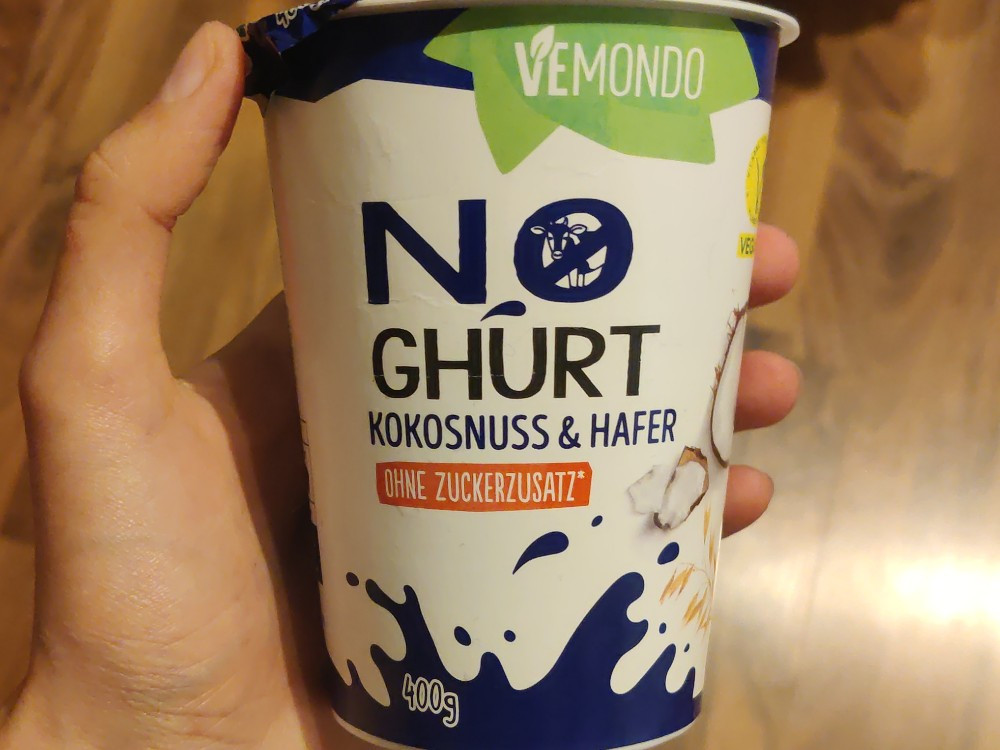 VEMONDO
NO
GHURT
KOKOSNUSS & HAFER
OHNE ZUCKERZUSATZ*
400g